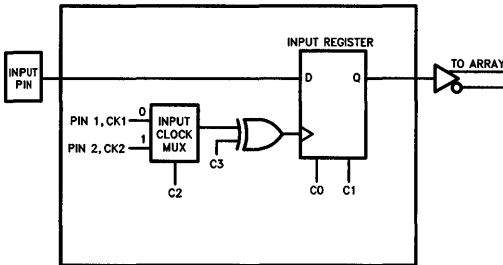 INPUT REGISTER
TO ARRAY
INPUT
PIN
D
Q
PIN 1, CK1
0
PIN 2, CK2
1
INPUT
CLOCK
MUX
C3
C2
C0
C1